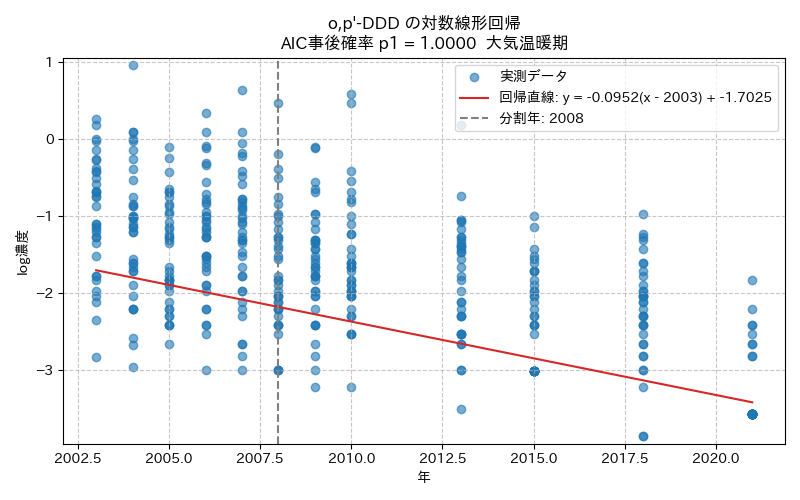 o,p'-DDD の対数線形回帰
AIC事後確率 p1 = 1.0000  大気温暖期
実測データ
回帰直線: y = -0.0952(x - 2003) + -1.7025
分割年: 2008
log濃度
1
0
−1
−2
−3
2002.5 2005.0 2007.5 2010.0 2012.5 2015.0 2017.5 2020.0
年